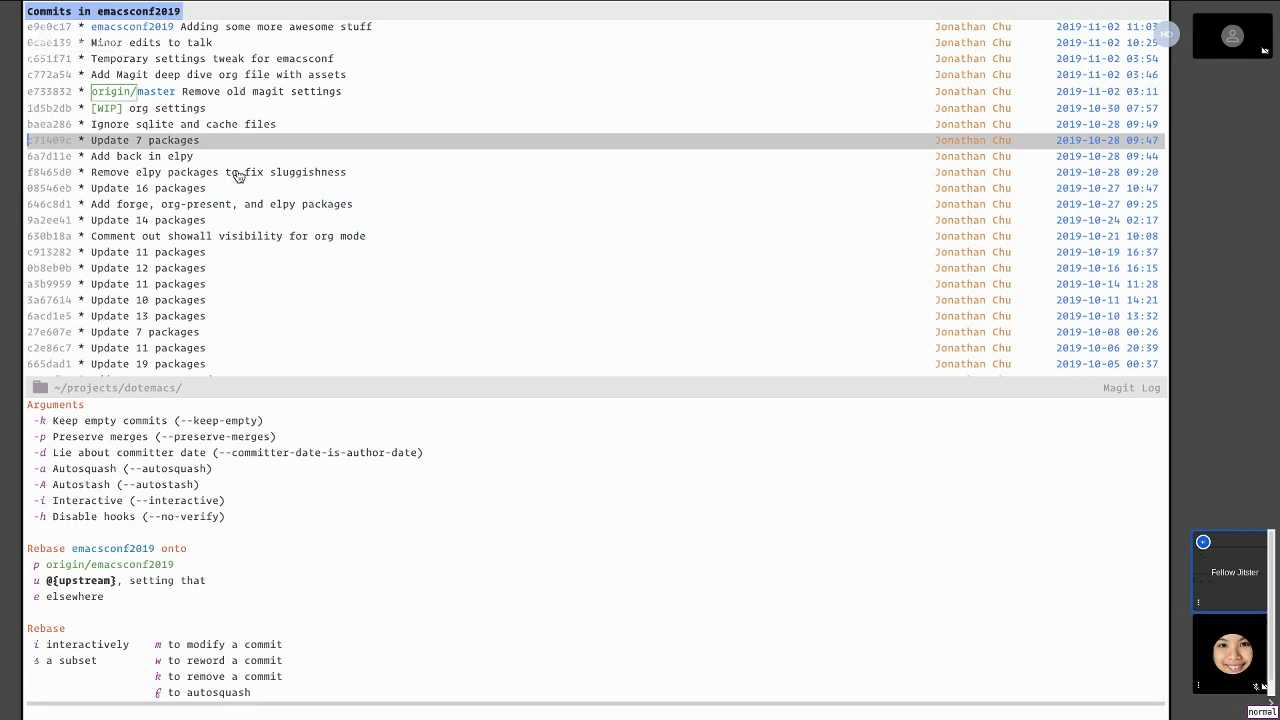 Commits in emacsconf2019
e9e0c17 * emacsconf2019 Adding some more awesome stuff Jonathan Chu 2019-11-02 11:03
0cae139 * Minor edits to talk Jonathan Chu 2019-11-02 10:25
c651f71 * Temporary settings tweak for emacsconf Jonathan Chu 2019-11-02 03:54
c772a54 * Add Magit deep dive org file with assets Jonathan Chu 2019-11-02 03:46
e733832 * origin/master Remove old magit settings Jonathan Chu 2019-11-02 03:11
1d5b2db * [WIP] org settings Jonathan Chu 2019-10-30 07:57
baea286 * Ignore sqlite and cache files Jonathan Chu 2019-10-28 09:49
c71409c * Update 7 packages Jonathan Chu 2019-10-28 09:47
6a7d11e * Add back in elpy Jonathan Chu 2019-10-28 09:44
f8465d0 * Remove elpy packages to fix sluggishness Jonathan Chu 2019-10-28 09:20
08546eb * Update 16 packages Jonathan Chu 2019-10-27 10:47
646c8d1 * Add forge, org-present, and elpy packages Jonathan Chu 2019-10-27 09:25
9a2ee41 * Update 14 packages Jonathan Chu 2019-10-24 02:17
630b18a * Comment out showall visibility for org mode Jonathan Chu 2019-10-21 10:08
c913282 * Update 11 packages Jonathan Chu 2019-10-19 16:37
0b8eb0b * Update 12 packages Jonathan Chu 2019-10-16 16:15
a3b9959 * Update 11 packages Jonathan Chu 2019-10-14 11:28
3a67614 * Update 10 packages Jonathan Chu 2019-10-11 14:21
6acd1e5 * Update 13 packages Jonathan Chu 2019-10-10 13:32
27e607e * Update 7 packages Jonathan Chu 2019-10-08 00:26
c2e86c7 * Update 11 packages Jonathan Chu 2019-10-06 20:39
665dad1 * Update 19 packages Jonathan Chu 2019-10-05 00:37
~/projects/dotemacs/ Magit Log
Arguments
-k Keep empty commits (--keep-empty)
-p Preserve merges (--preserve-merges)
-d Lie about committer date (--committer-date-is-author-date)
-a Autosquash (--autosquash)
-A Autostash (--autostash)
-i Interactive (--interactive)
-h Disable hooks (--no-verify)
Rebase emacsconf2019 onto
p origin/emacsconf2019
u @{upstream}, setting that
e elsewhere
Rebase
i interactively m to modify a commit
s a subset w to reword a commit
k to remove a commit
f to autosquash
HD
Fellow Jitster
normal